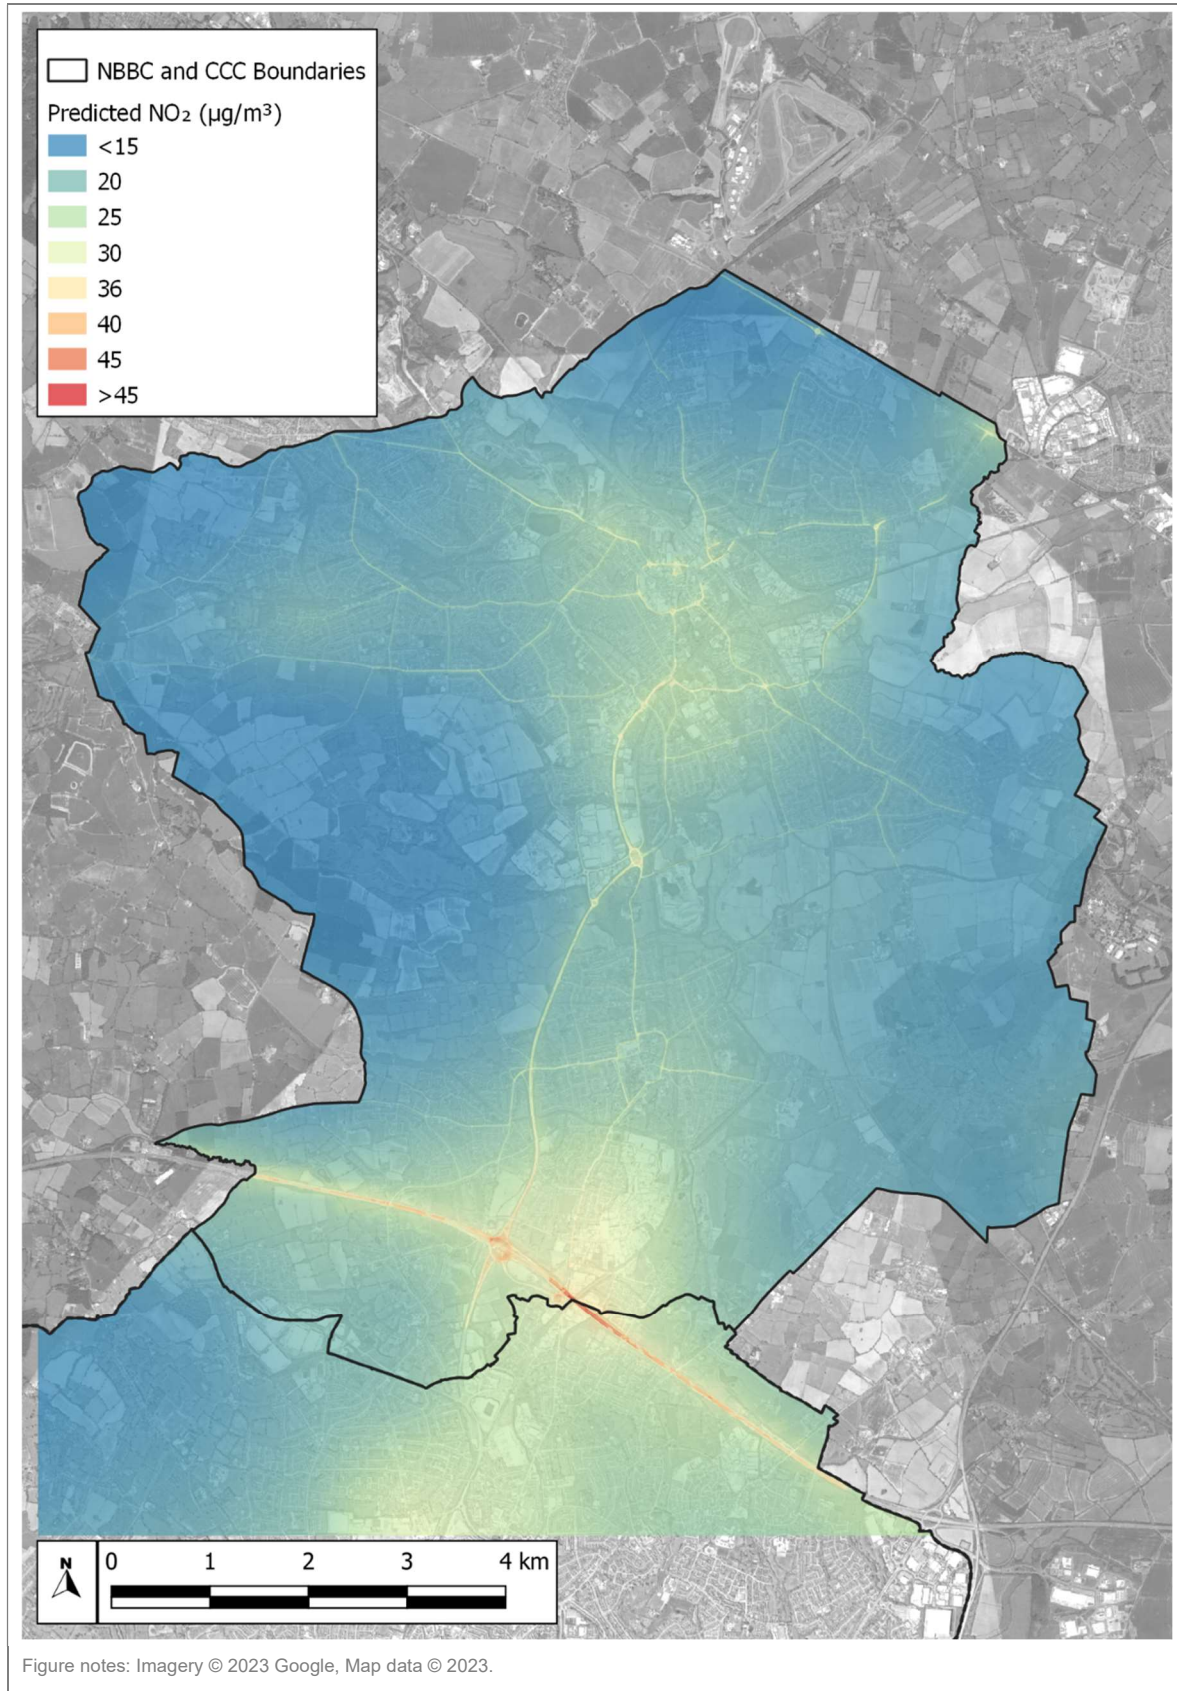 NBBC and CCC Boundaries
Predicted NO₂ (µg/m³)
<15
20
25
30
36
40
45
>45
N
0 1 2 3 4 km
Figure notes: Imagery © 2023 Google, Map data © 2023.